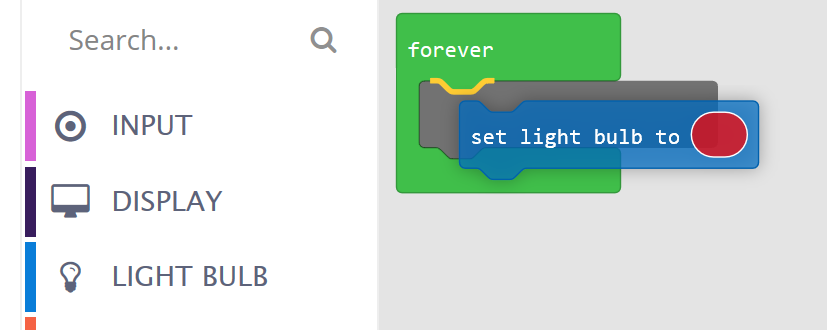 Search...
INPUT
DISPLAY
LIGHT BULB
forever
set light bulb to